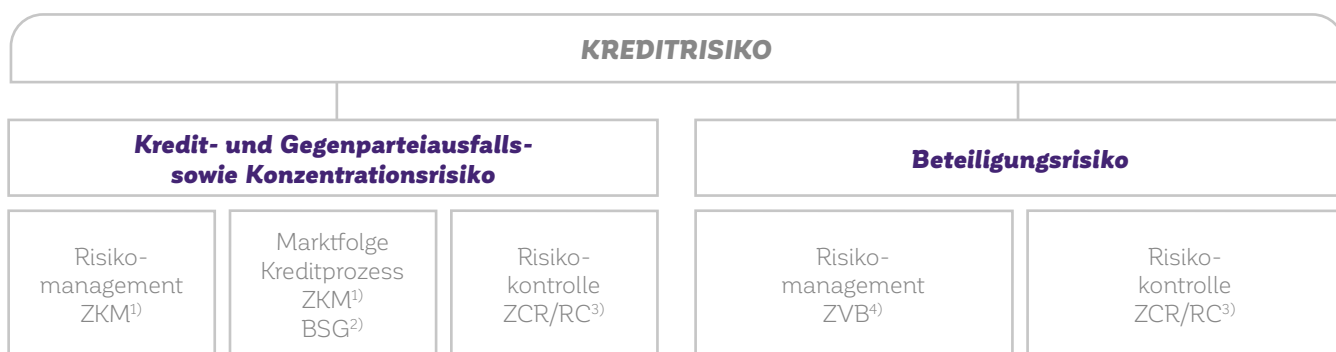 KREDITRISIKO
Kredit- und Gegenparteiausfalls-
sowie Konzentrationsrisiko
Beteiligungsrisiko
Risiko-
management
ZKM¹⁾
Marktfolge
Kreditprozess
ZKM¹⁾
BSG²⁾
Risiko-
kontrolle
ZCR/RC³⁾
Risiko-
management
ZVB⁴⁾
Risiko-
kontrolle
ZCR/RC³⁾